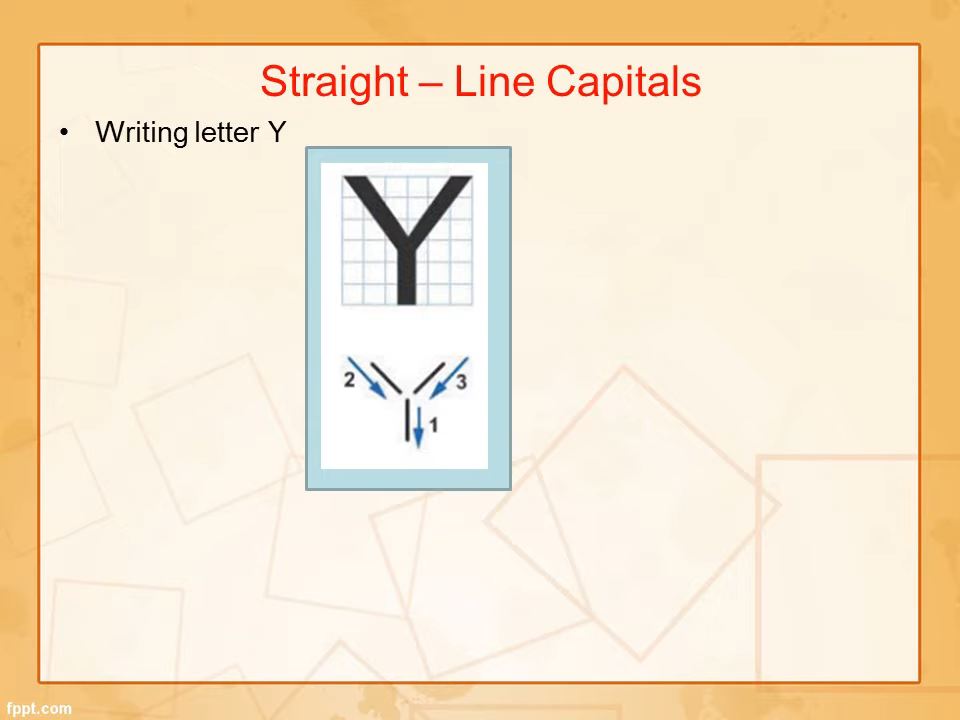 Straight – Line Capitals
• Writing letter Y
Y
2 3
1
fppt.com